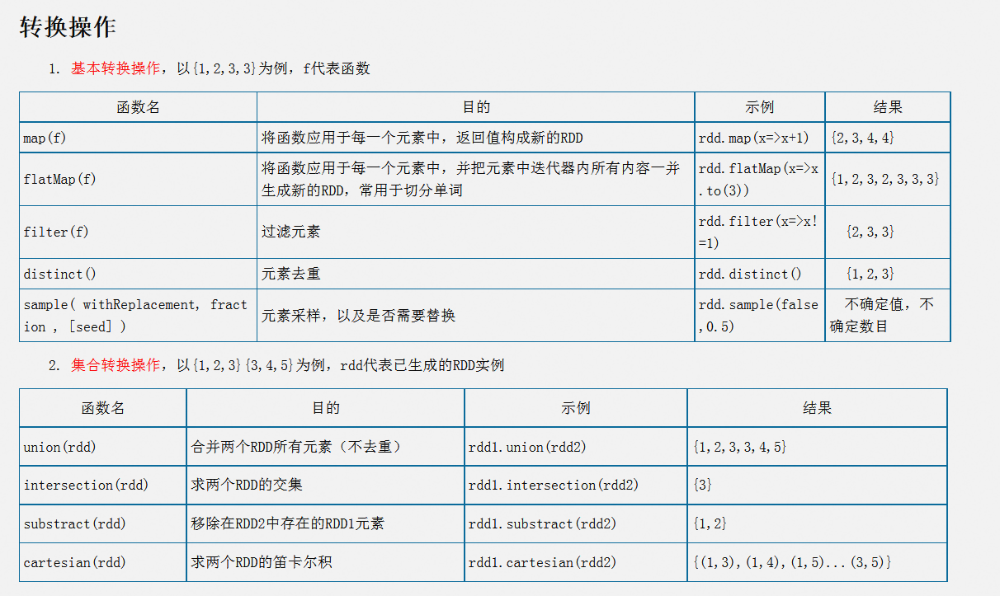 转换操作
1. 基本转换操作，以{1,2,3,3}为例，f代表函数
函数名 目的 示例 结果
map(f) 将函数应用于每一个元素中，返回值构成新的RDD rdd.map(x=>x+1) {2,3,4,4}
flatMap(f) 将函数应用于每一个元素中，并把元素中迭代器内所有内容一并 rdd.flatMap(x=>x {1,2,3,2,3,3,3}
生成新的RDD，常用于切分单词 .to(3))
filter(f) 过滤元素 rdd.filter(x=>x! {2,3,3}
=1)
distinct() 元素去重 rdd.distinct() {1,2,3}
sample( withReplacement, fract 元素采样，以及是否需要替换 rdd.sample(false 不确定值，不
ion , [seed] ) ,0.5) 确定数目
2. 集合转换操作，以{1,2,3}{3,4,5}为例，rdd代表已生成的RDD实例
函数名 目的 示例 结果
union(rdd) 合并两个RDD所有元素（不去重） rdd1.union(rdd2) {1,2,3,3,4,5}
intersection(rdd) 求两个RDD的交集 rdd1.intersection(rdd2) {3}
substract(rdd) 移除在RDD2中存在的RDD1元素 rdd1.substract(rdd2) {1,2}
cartesian(rdd) 求两个RDD的笛卡尔积 rdd1.cartesian(rdd2) {(1,3),(1,4),(1,5)...(3,5)}